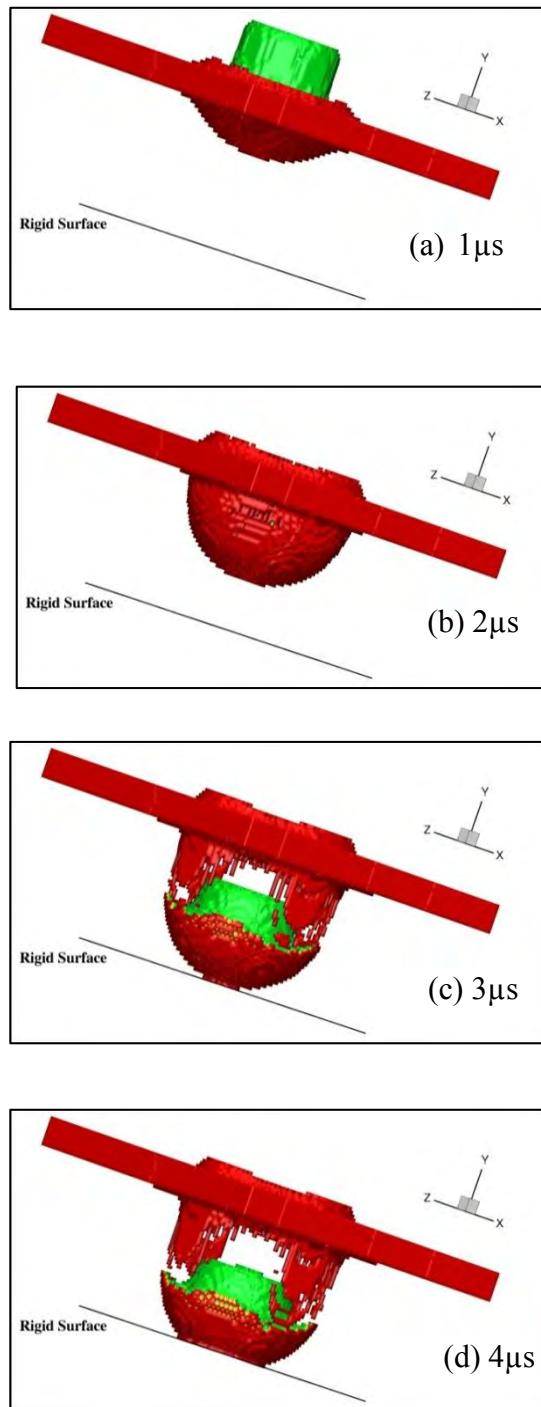 Y
Z
X
Rigid Surface
(a) 1µs
Y
Z
X
Rigid Surface
(b) 2µs
Y
Z
X
Rigid Surface
(c) 3µs
Y
Z
X
Rigid Surface
(d) 4µs